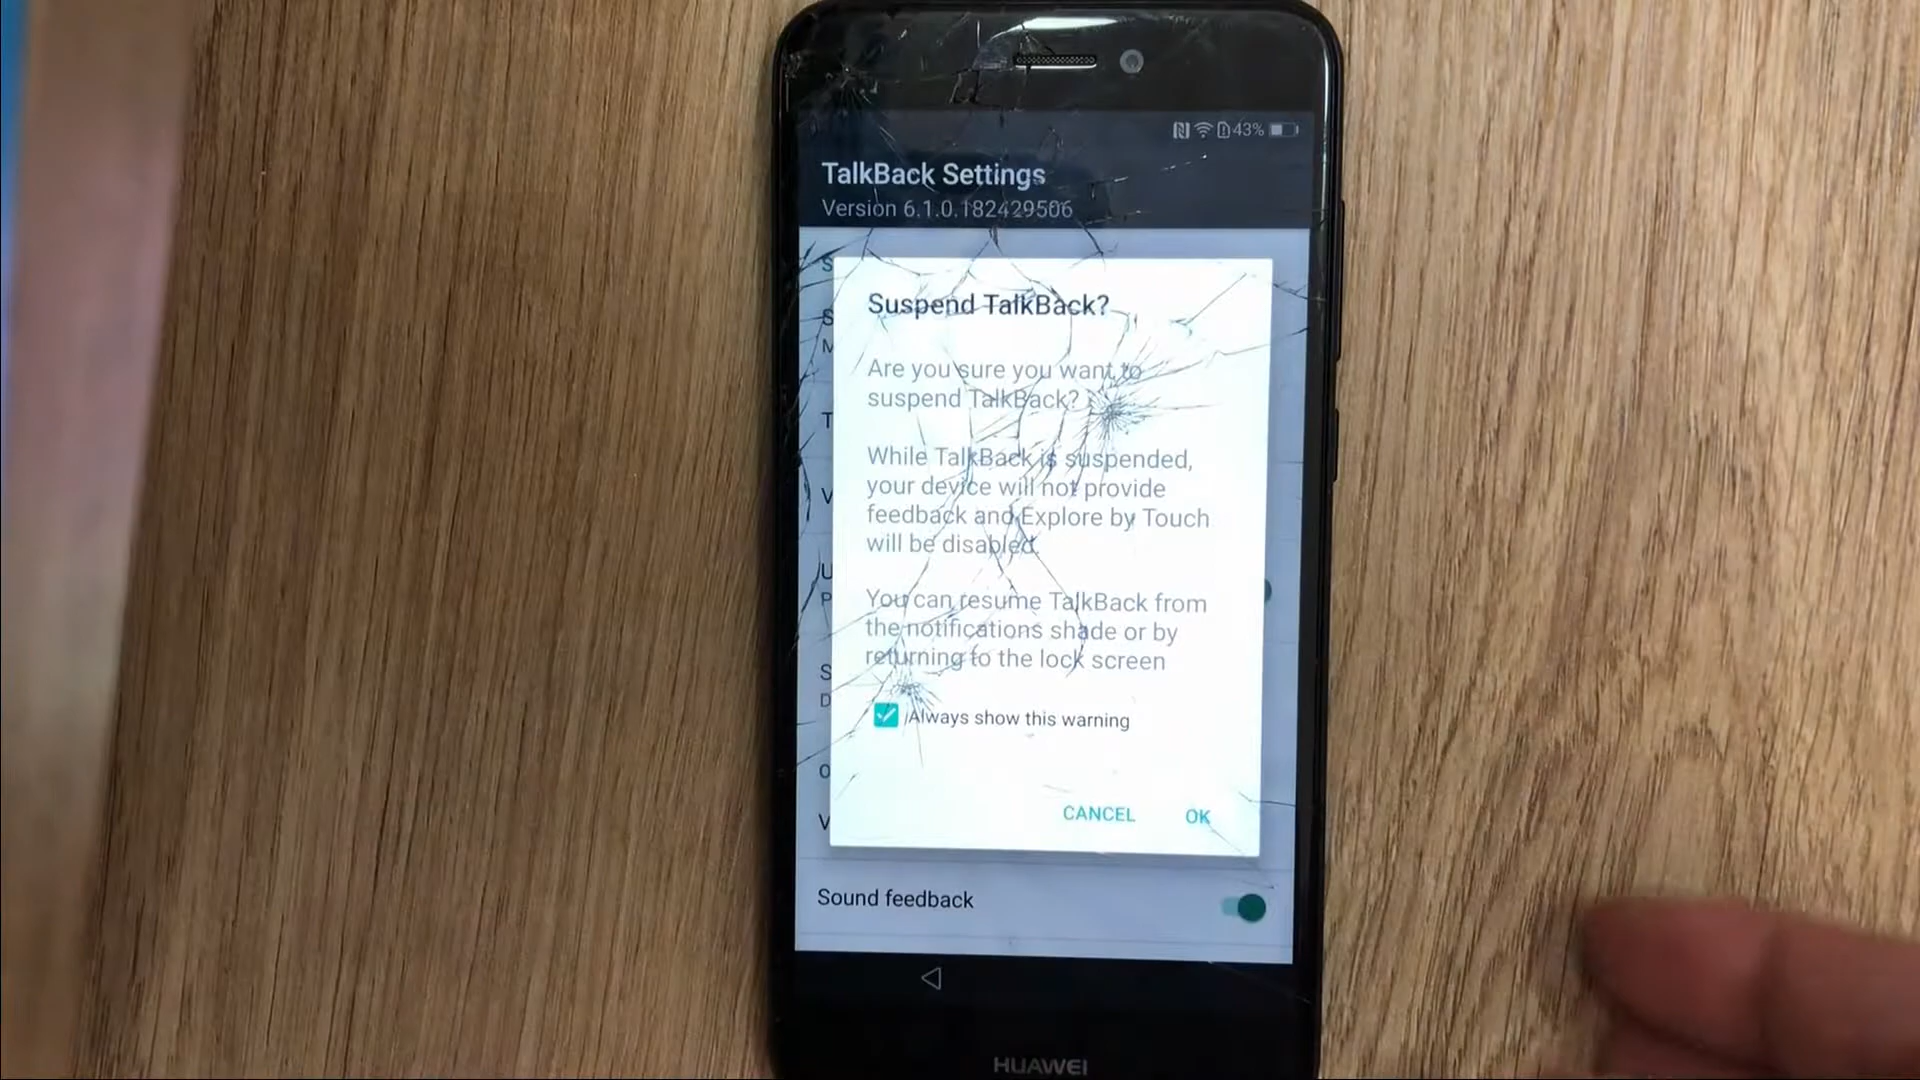 43%
TalkBack Settings
Version 6.1.0.182429506
Suspend TalkBack?
Are you sure you want to
suspend TalkBack?
While TalkBack is suspended,
your device will not provide
feedback and Explore by Touch
will be disabled.
You can resume TalkBack from
the notifications shade or by
returning to the lock screen
Always show this warning
CANCEL OK
Sound feedback
HUAWEI